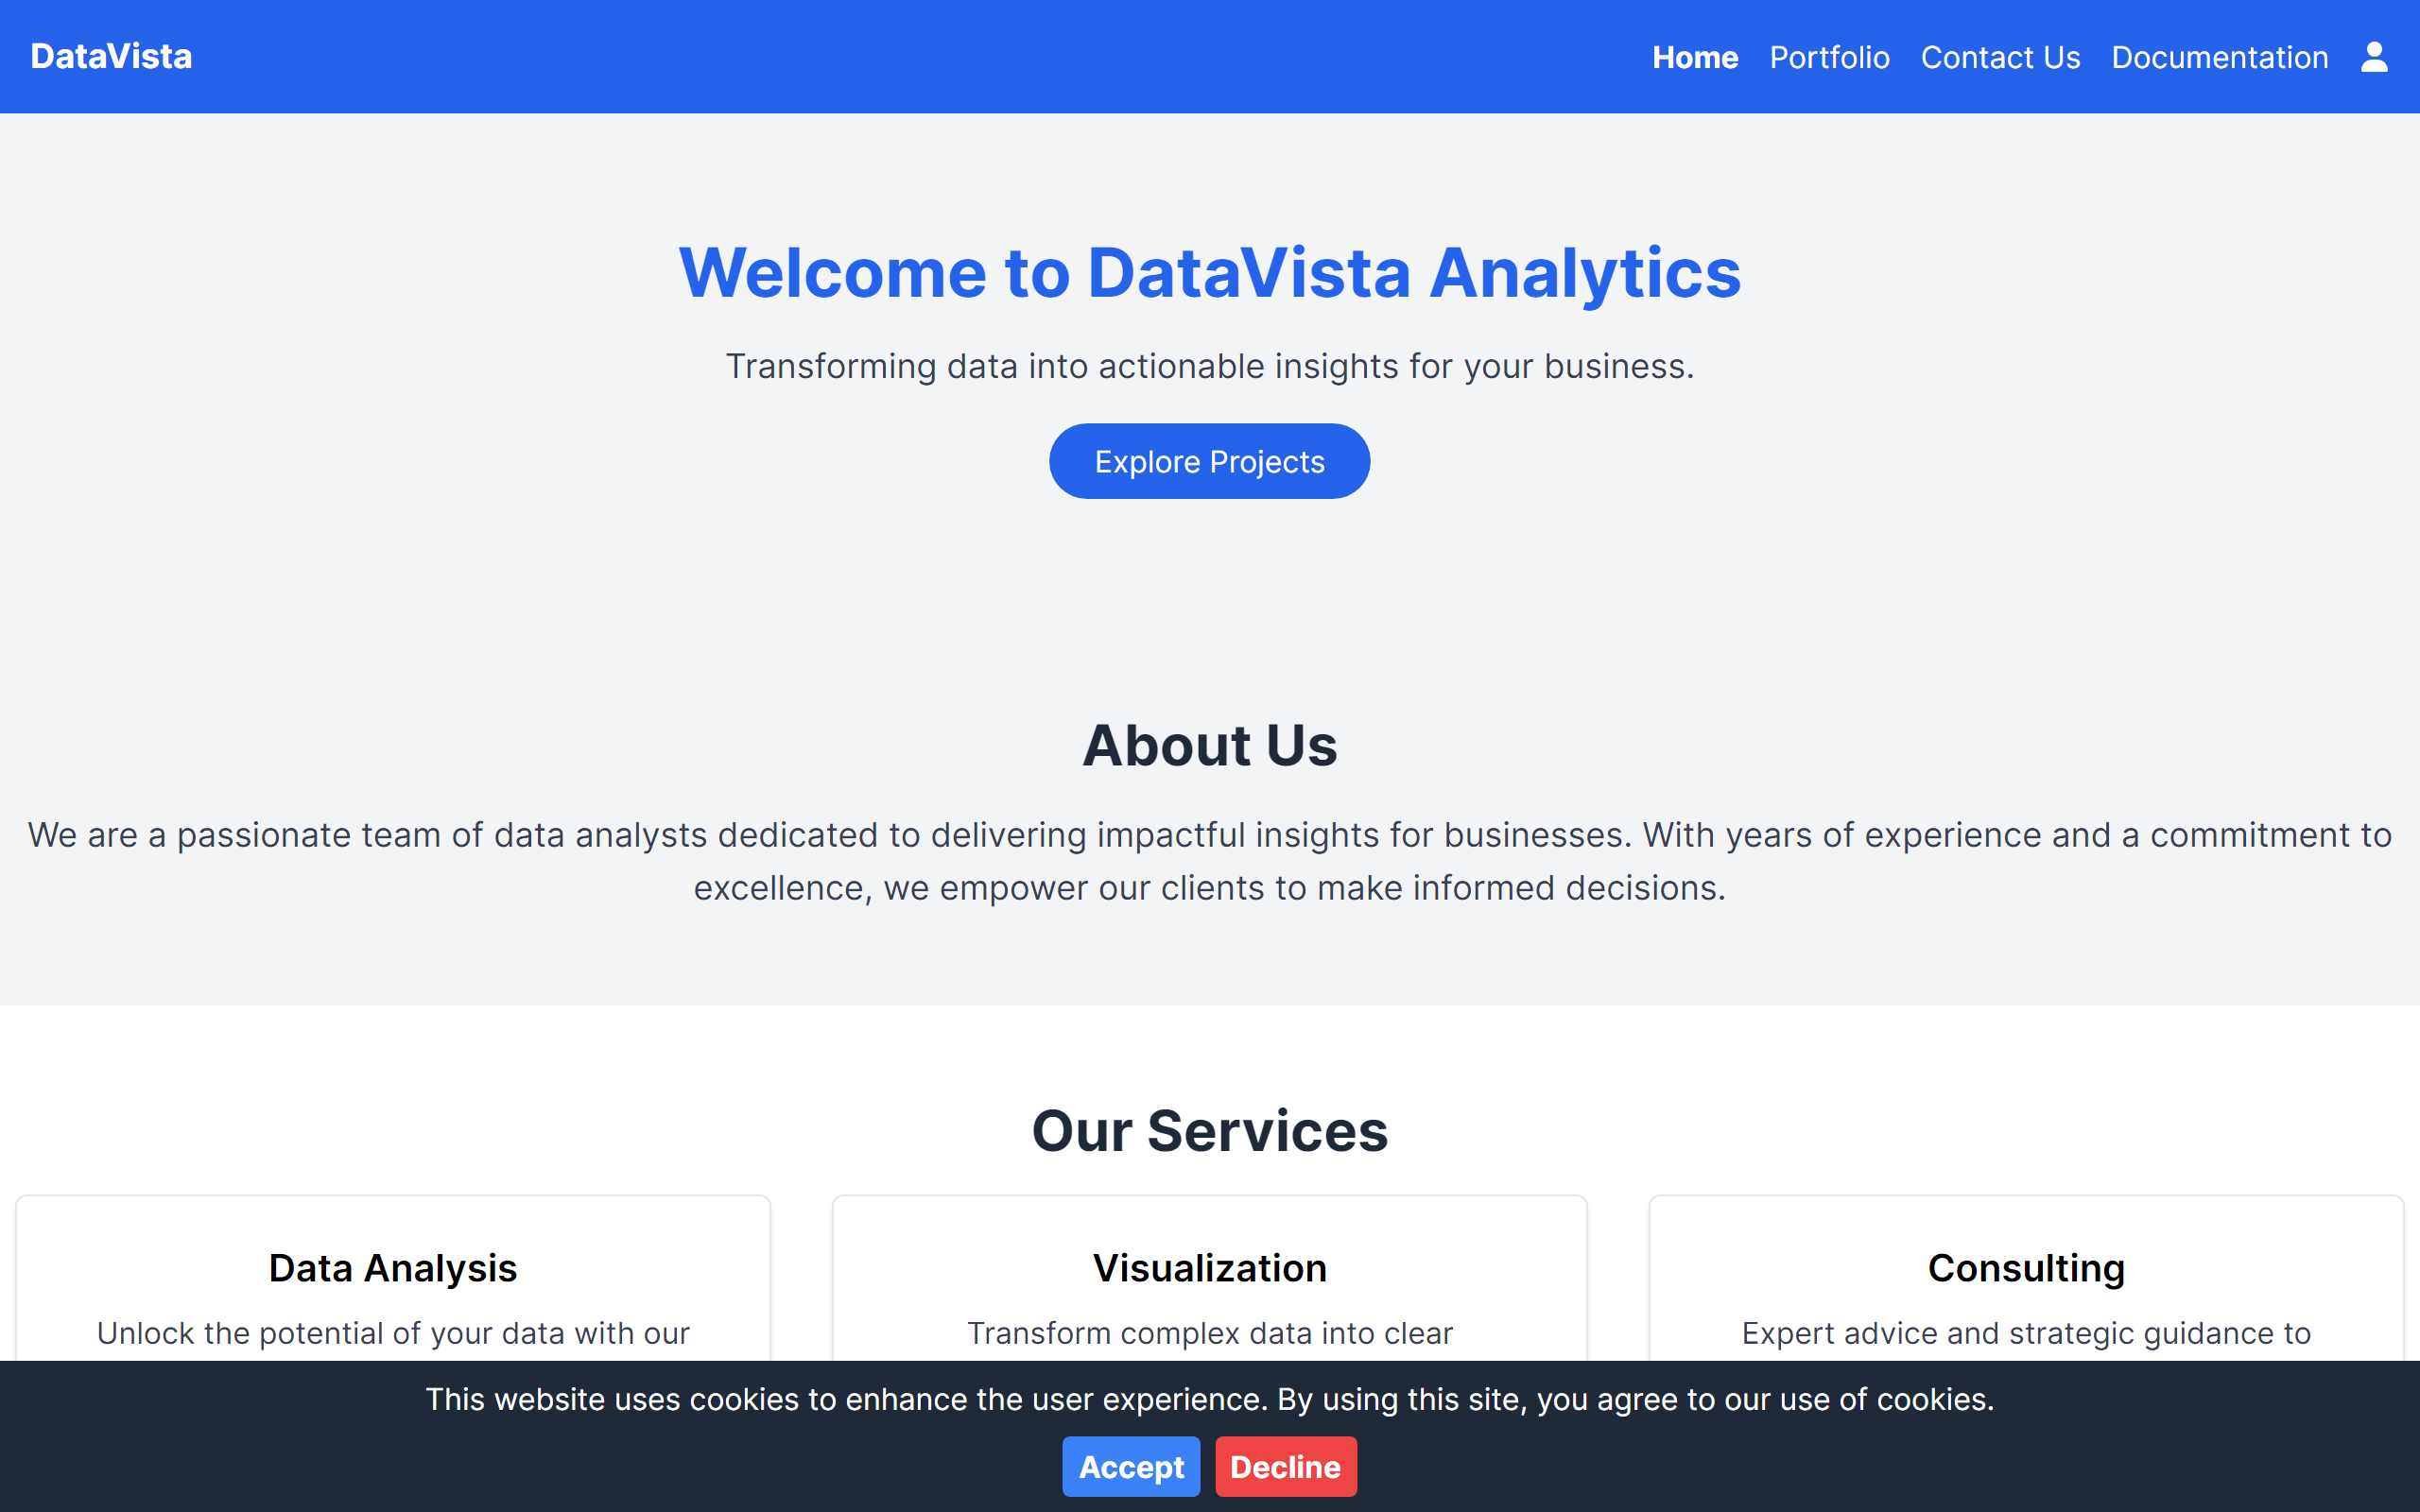 DataVista
Home Portfolio Contact Us Documentation
Welcome to DataVista Analytics
Transforming data into actionable insights for your business.
Explore Projects
About Us
We are a passionate team of data analysts dedicated to delivering impactful insights for businesses. With years of experience and a commitment to
excellence, we empower our clients to make informed decisions.
Our Services
Data Analysis
Unlock the potential of your data with our
Visualization
Transform complex data into clear
Consulting
Expert advice and strategic guidance to
This website uses cookies to enhance the user experience. By using this site, you agree to our use of cookies.
Accept
Decline